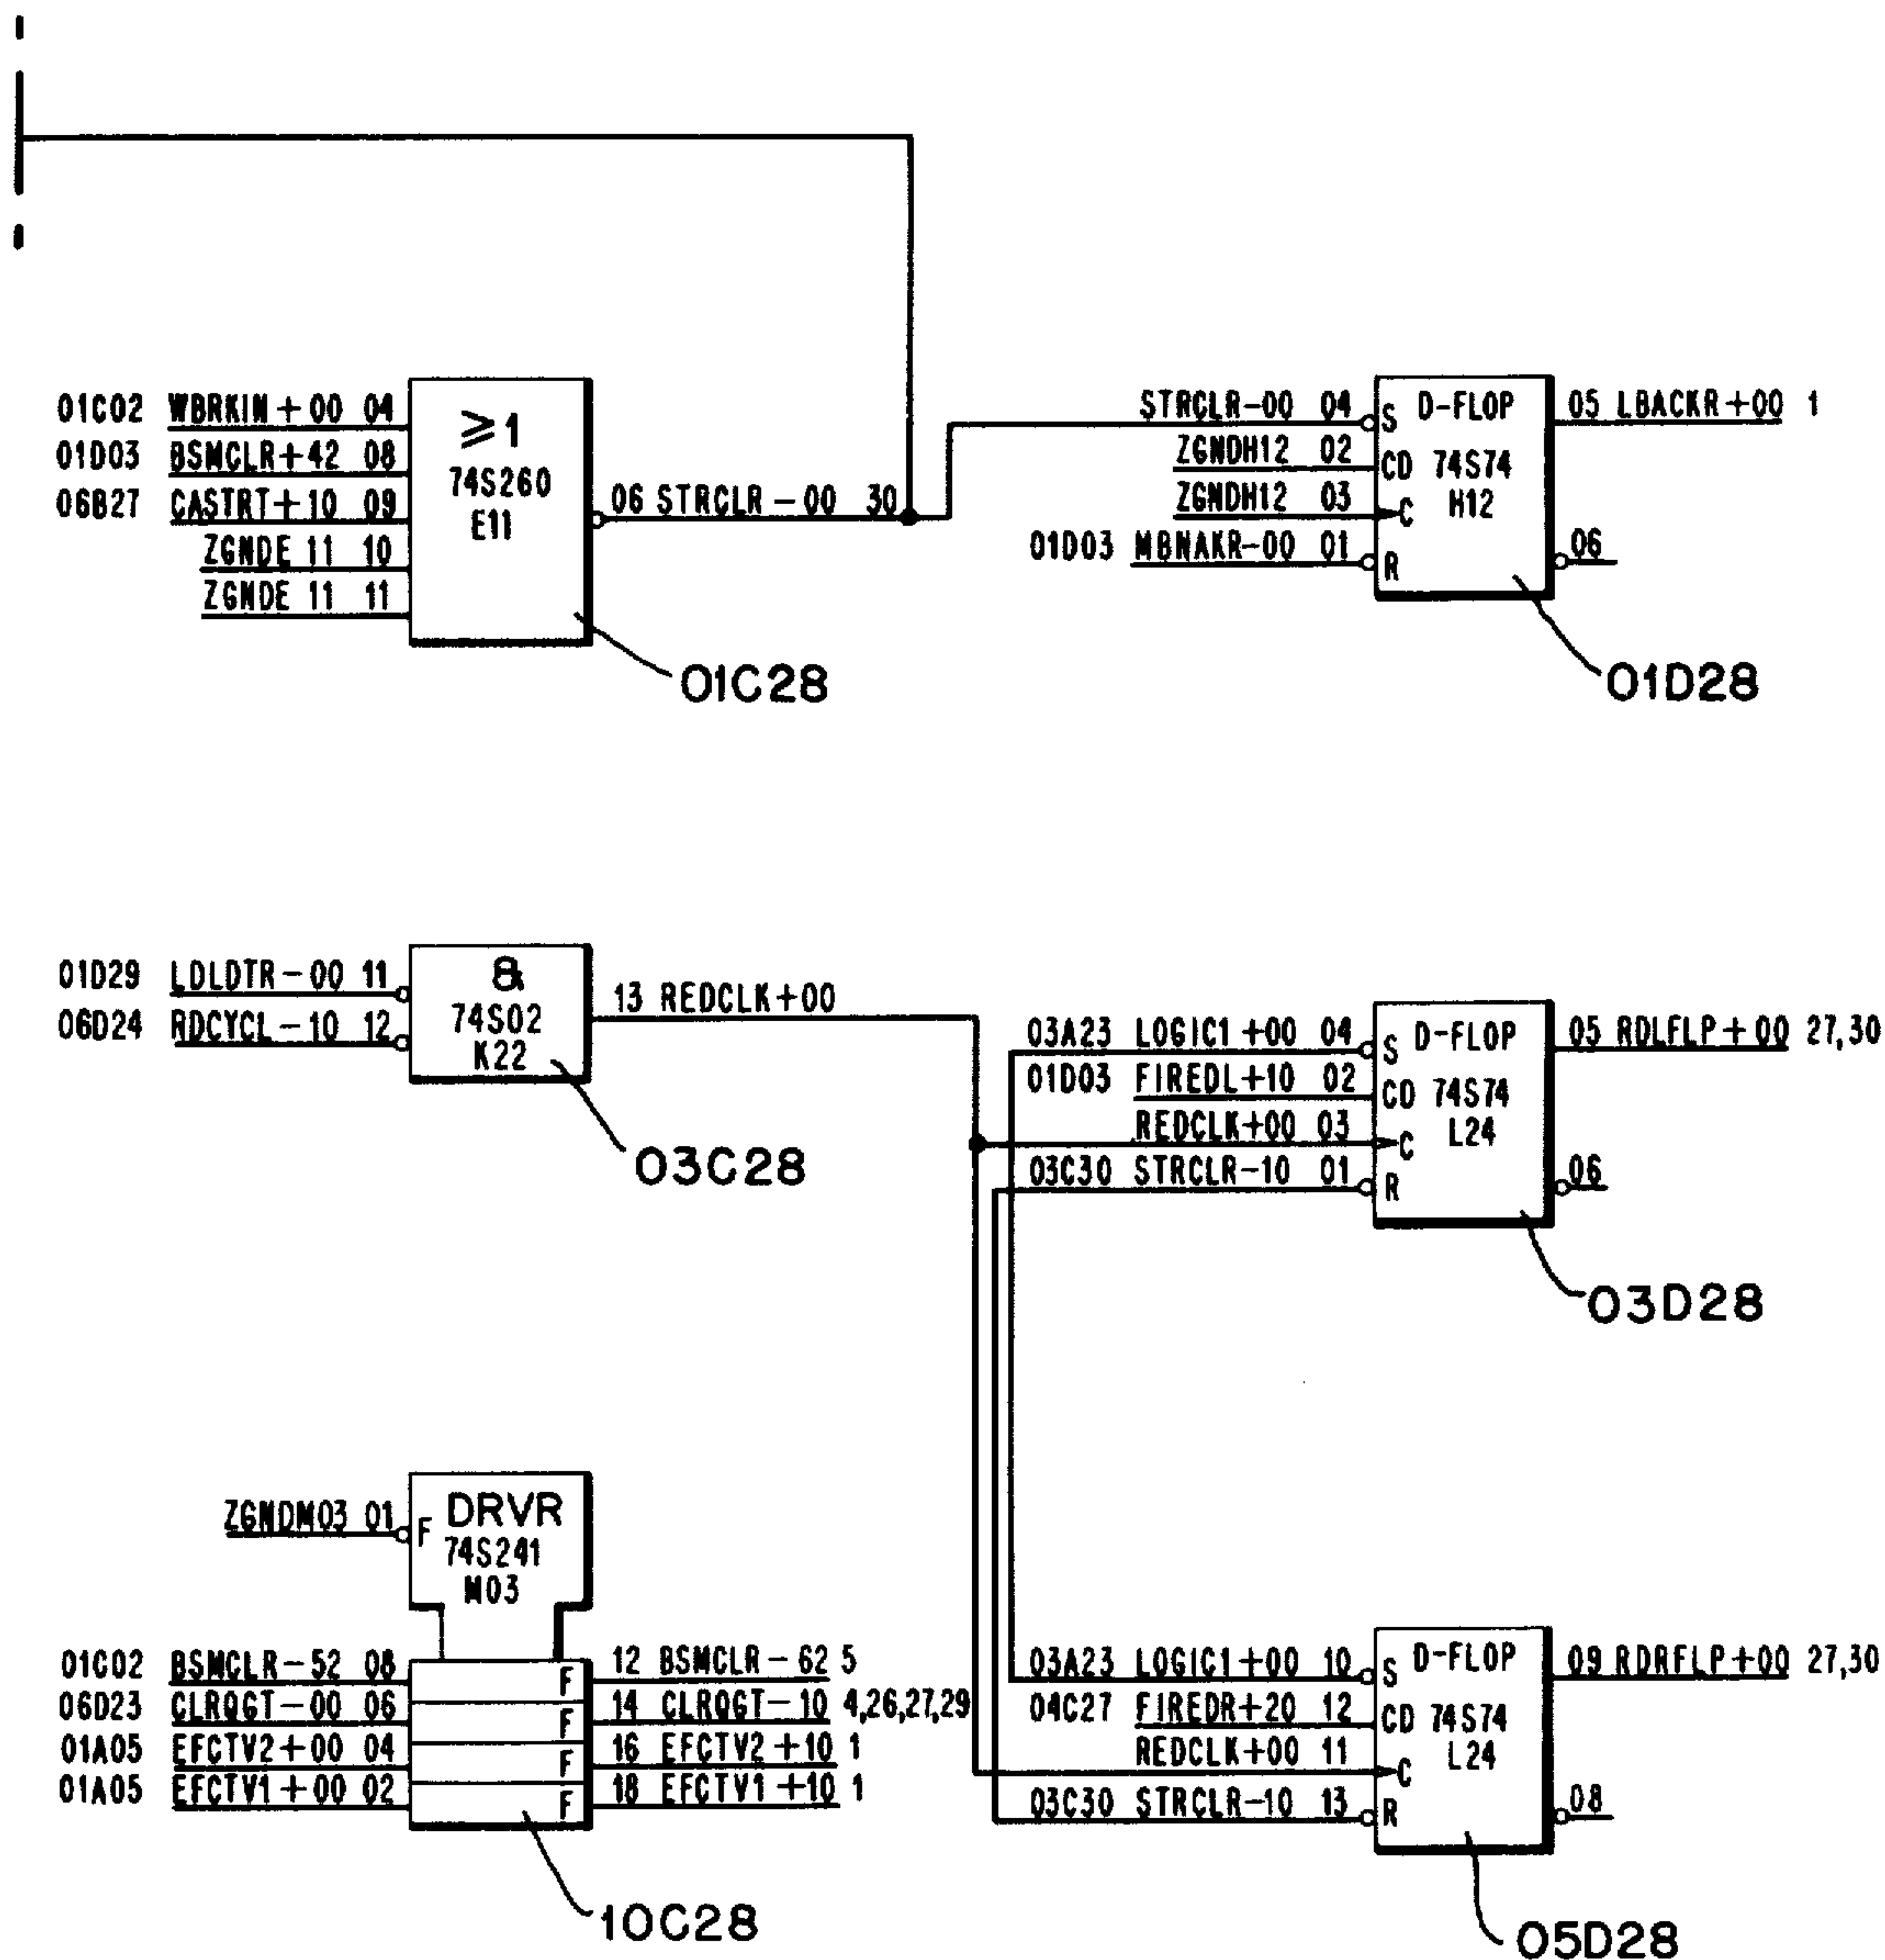 01C02 WBRKIN+00 04
01D03 BSMCLR+42 08
06B27 CASTRT+10 09
ZGNDE 11 10
ZGNDE 11 11
≥1
74S260
E11
06 STRCLR-00 30
01C28
STRCLR-00 04
ZGNDH12 02
ZGNDH12 03
01D03 MBNAKR-00 01
S D-FLOP
CD 74S74
C H12
R
05 LBACKR+00 1
06
01D28
01D29 LDLDTR-00 11
06D24 RDCYCL-10 12
&
74S02
K22
13 REDCLK+00
03C28
03A23 LOGIC1+00 04
01D03 FIREDL+10 02
REDCLK+00 03
03C30 STRCLR-10 01
S D-FLOP
CD 74S74
C L24
R
05 RDLFLP+00 27,30
06
03D28
ZGNDM03 01
F DRVR
74S241
M03
01C02 BSMCLR-52 08 F 12 BSMCLR-62 5
06D23 CLRQGT-00 06 F 14 CLRQGT-10 4,26,27,29
01A05 EFCTV2+00 04 F 16 EFCTV2+10 1
01A05 EFCTV1+00 02 F 18 EFCTV1+10 1
10C28
03A23 LOGIC1+00 10
04C27 FIREDR+20 12
REDCLK+00 11
03C30 STRCLR-10 13
S D-FLOP
CD 74S74
C L24
R
09 RDRFLP+00 27,30
08
05D28